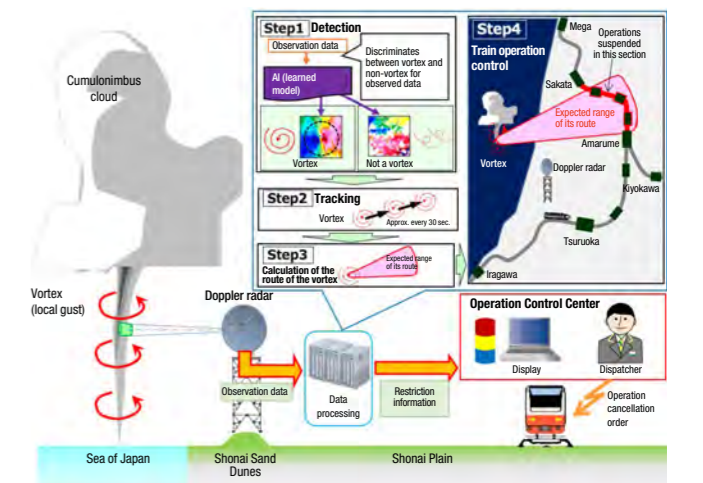 Step1 Detection
Observation data
Discriminates
between vortex and
non-vortex for
observed data
AI (learned
model)
Vortex
Not a vortex
Step2 Tracking
Vortex
Approx. every 30 sec.
Step3
Calculation of the
route of the vortex
Expected range
of its route
Step4
Train operation
control
Mega
Operations
suspended
in this section
Sakata
Expected range
of its route
Amarume
Vortex
Doppler radar
Kiyokawa
Tsuruoka
Iragawa
Cumulonimbus
cloud
Vortex
(local gust)
Doppler radar
Observation data
Data
processing
Restriction
information
Operation Control Center
Display
Dispatcher
Operation
cancellation
order
Sea of Japan
Shonai Sand
Dunes
Shonai Plain